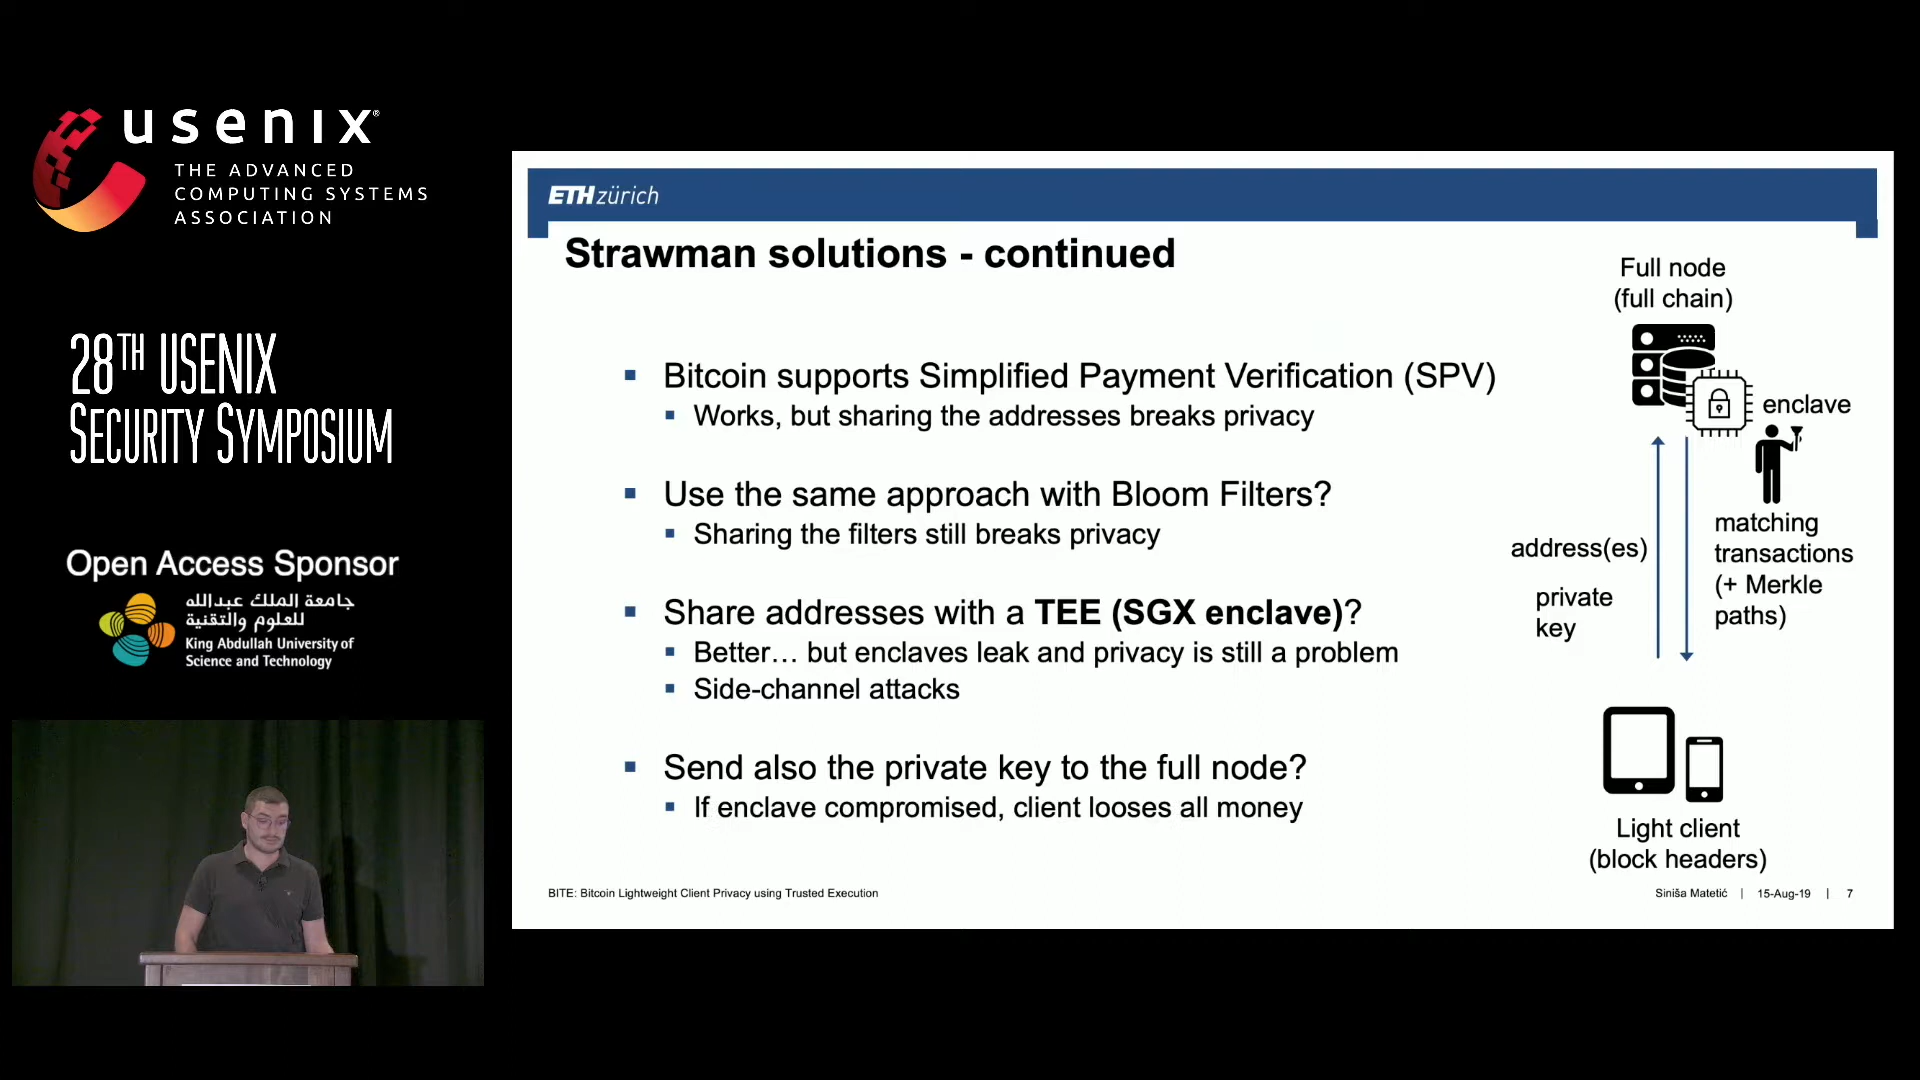 usenix®
THE ADVANCED
COMPUTING SYSTEMS
ASSOCIATION
28TH USENIX
SECURITY SYMPOSIUM
Open Access Sponsor
جامعة الملك عبدالله
للعلوم والتقنية
King Abdullah University of
Science and Technology
ETH zürich
Strawman solutions - continued
▪ Bitcoin supports Simplified Payment Verification (SPV)
▪ Works, but sharing the addresses breaks privacy
▪ Use the same approach with Bloom Filters?
▪ Sharing the filters still breaks privacy
▪ Share addresses with a TEE (SGX enclave)?
▪ Better… but enclaves leak and privacy is still a problem
▪ Side-channel attacks
▪ Send also the private key to the full node?
▪ If enclave compromised, client looses all money
Full node
(full chain)
enclave
address(es)
private
key
matching
transactions
(+ Merkle
paths)
Light client
(block headers)
BITE: Bitcoin Lightweight Client Privacy using Trusted Execution
Siniša Matetić | 15-Aug-19 | 7